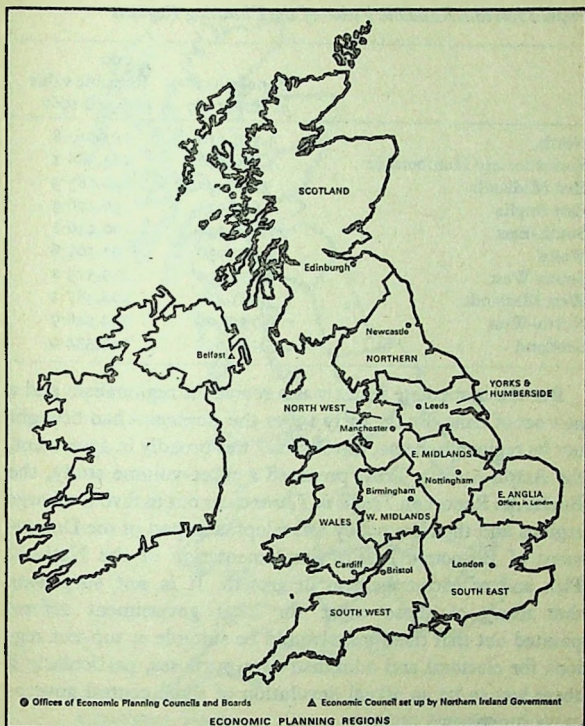 SCOTLAND
Edinburgh
Newcastle
NORTHERN
Belfast
YORKS &
HUMBERSIDE
NORTH WEST
Leeds
Manchester
E. MIDLANDS
Nottingham
Birmingham
E. ANGLIA
Offices in London
WALES
W. MIDLANDS
Cardiff
Bristol
London
SOUTH EAST
SOUTH WEST
Offices of Economic Planning Councils and Boards
Economic Council set up by Northern Ireland Government
ECONOMIC PLANNING REGIONS